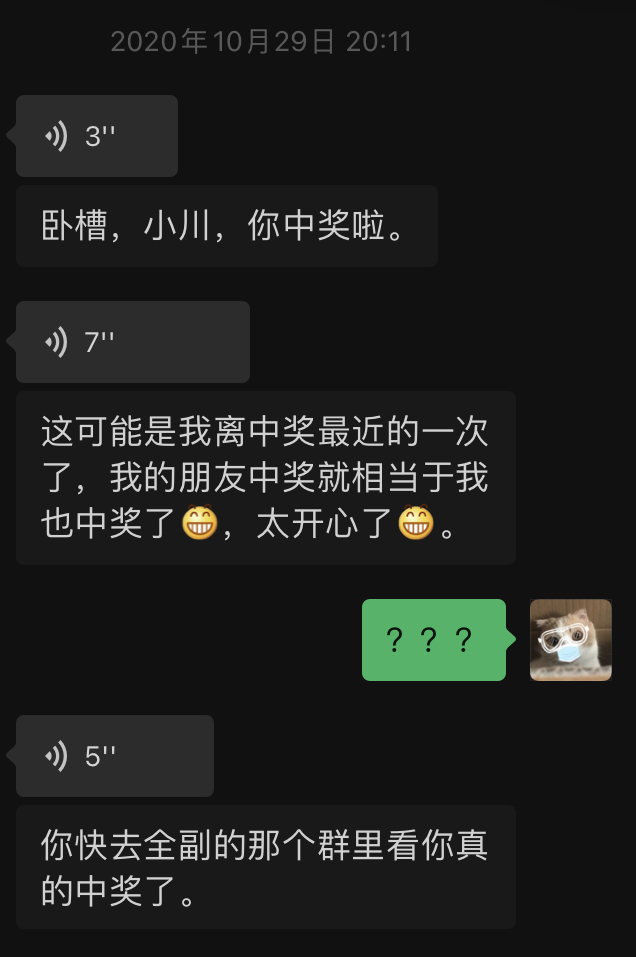 2020年10月29日 20:11
3''
卧槽，小川，你中奖啦。
7''
这可能是我离中奖最近的一次
了，我的朋友中奖就相当于我
也中奖了😁，太开心了😁。
？？？
5''
你快去全副的那个群里看你真
的中奖了。